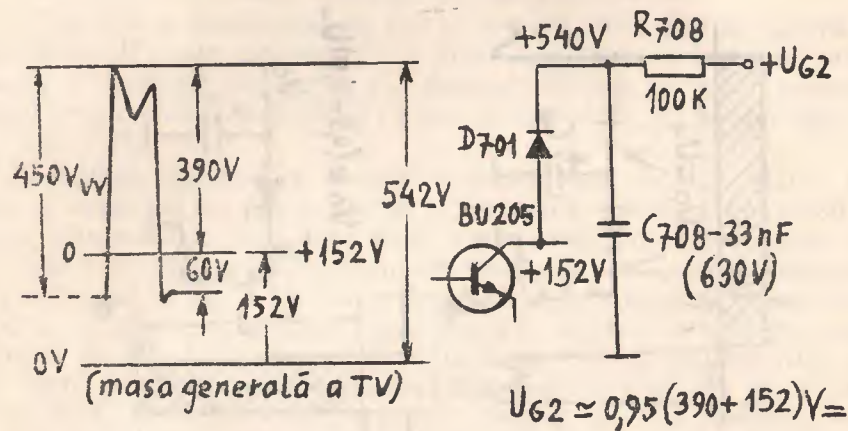 450Vvv
390V
542V
0
+152V
60V
152V
0V
(masa generală a TV)
+540V
R708
+UG2
100K
D701
BU205
+152V
C708-33nF
(630V)
UG2 ≃ 0,95(390+152)V=